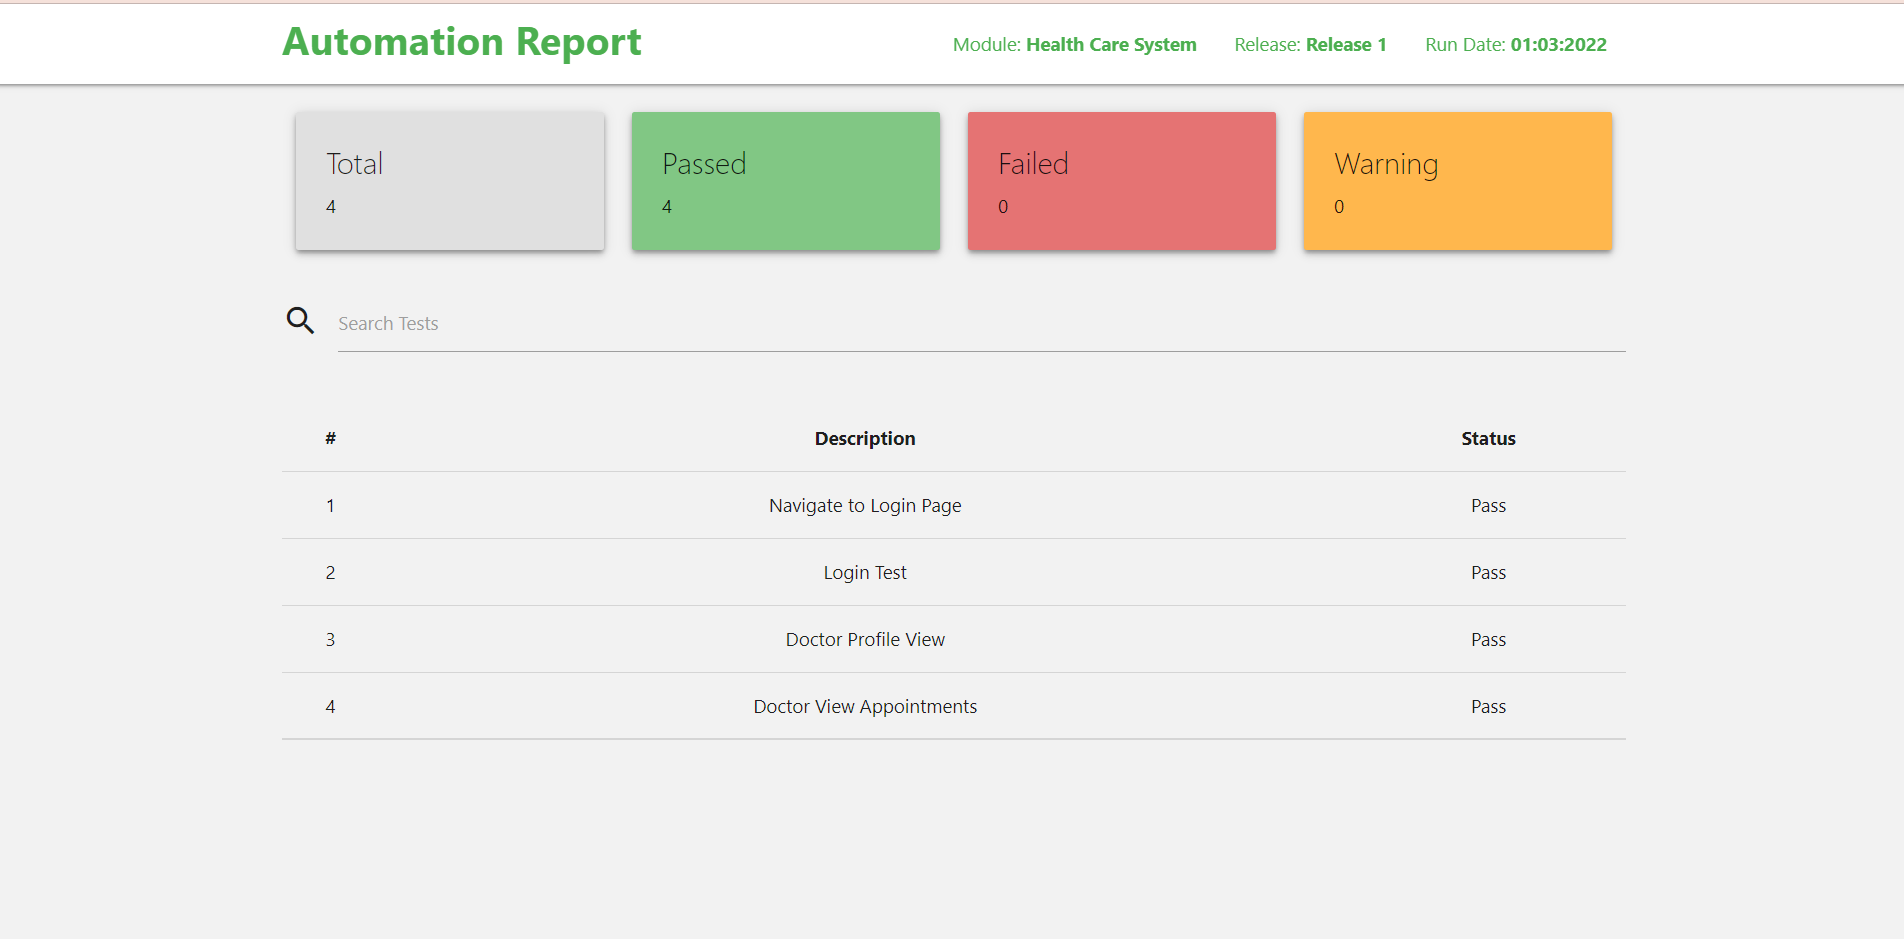 Automation Report
Module: Health Care System Release: Release 1 Run Date: 01:03:2022
Total Passed Failed Warning
4 4 0 0
Search Tests
# Description Status
1 Navigate to Login Page Pass
2 Login Test Pass
3 Doctor Profile View Pass
4 Doctor View Appointments Pass